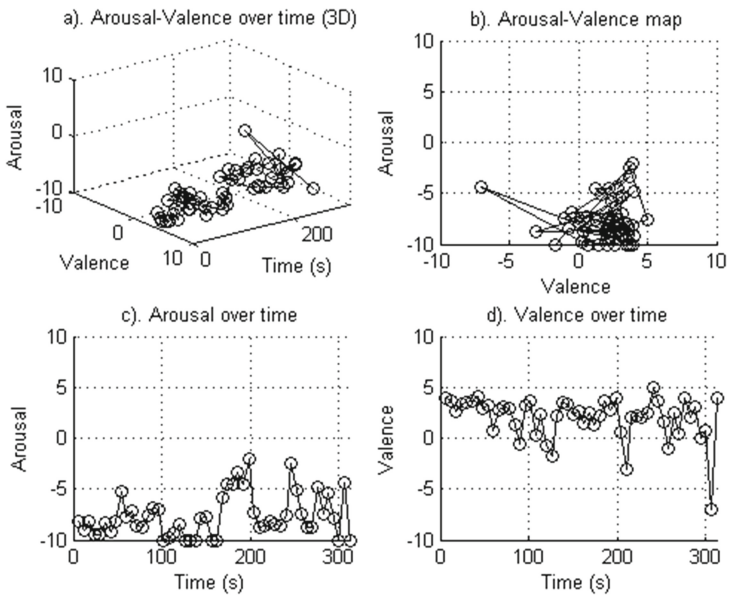 a). Arousal-Valence over time (3D)
10
0
-10
Arousal
-10
0
10
Valence
0
200
Time (s)
b). Arousal-Valence map
10
5
0
-5
-10
Arousal
-10 -5 0 5 10
Valence
c). Arousal over time
10
5
0
-5
-10
Arousal
0 100 200 300
Time (s)
d). Valence over time
10
5
0
-5
-10
Valence
0 100 200 300
Time (s)